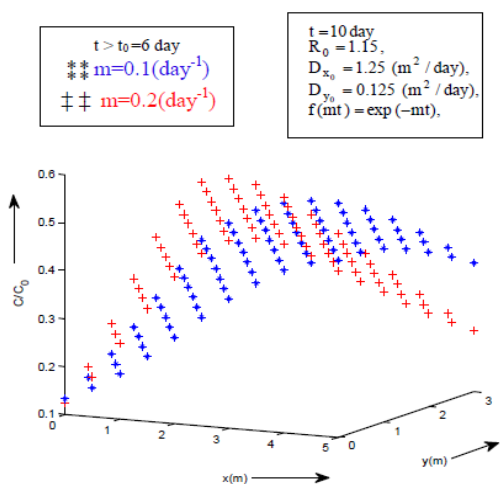 t > t₀=6 day
⁑⁑ m=0.1(day⁻¹)
‡ ‡ m=0.2(day⁻¹)
t = 10 day
R₀ = 1.15,
Dₓ₀ = 1.25 (m² / day),
D_y₀ = 0.125 (m² / day),
f(mt) = exp (−mt),
0.6
0.5
0.4
0.3
0.2
0.1
C/C₀
0
1
2
3
4
5
x(m)
0
1
2
3
y(m)